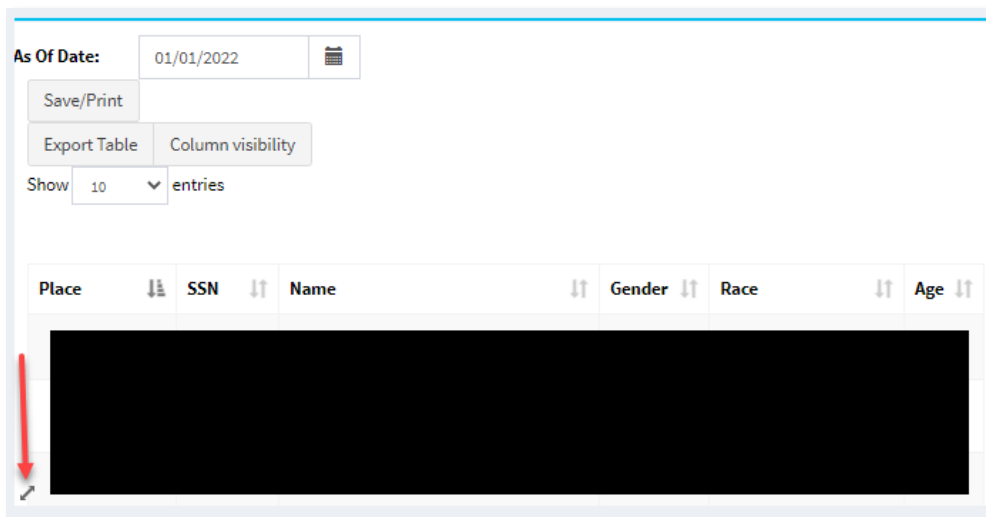 As Of Date: 01/01/2022
Save/Print
Export Table Column visibility
Show 10 entries
Place SSN Name Gender Race Age